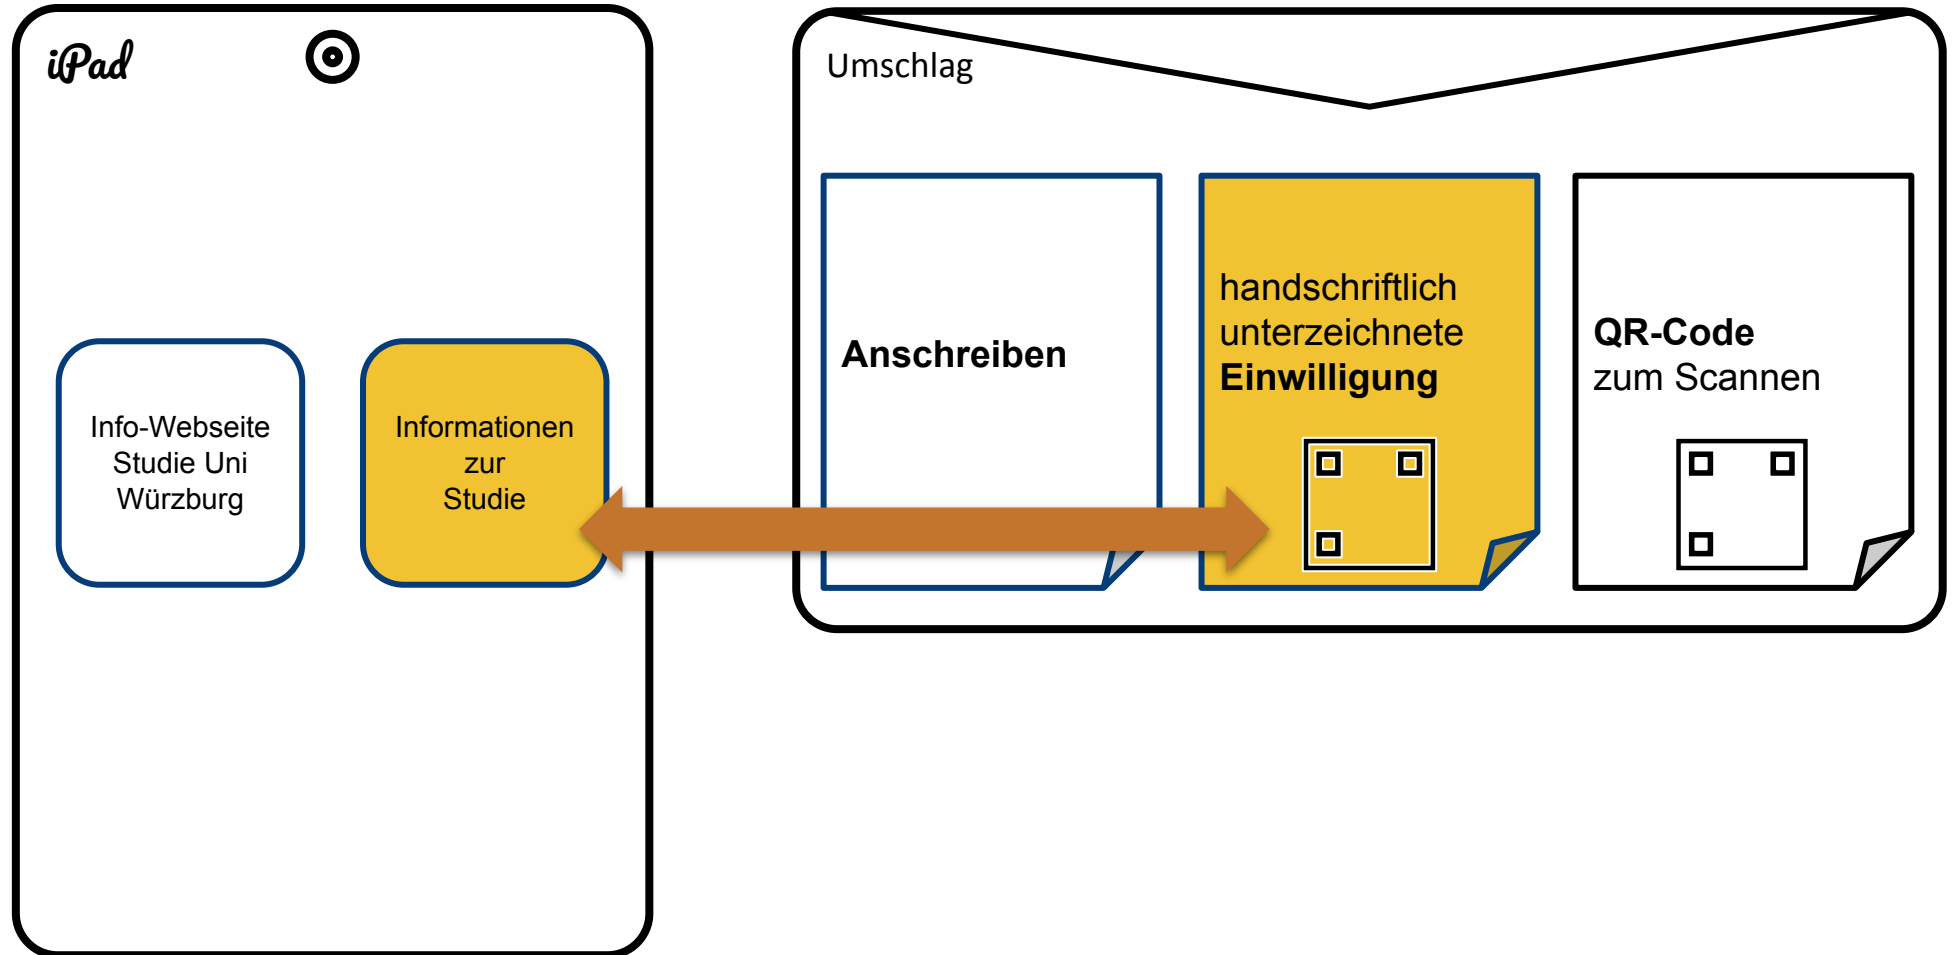 iPad
Info-Webseite
Studie Uni
Würzburg
Informationen
zur
Studie
Umschlag
Anschreiben
handschriftlich
unterzeichnete
Einwilligung
QR-Code
zum Scannen